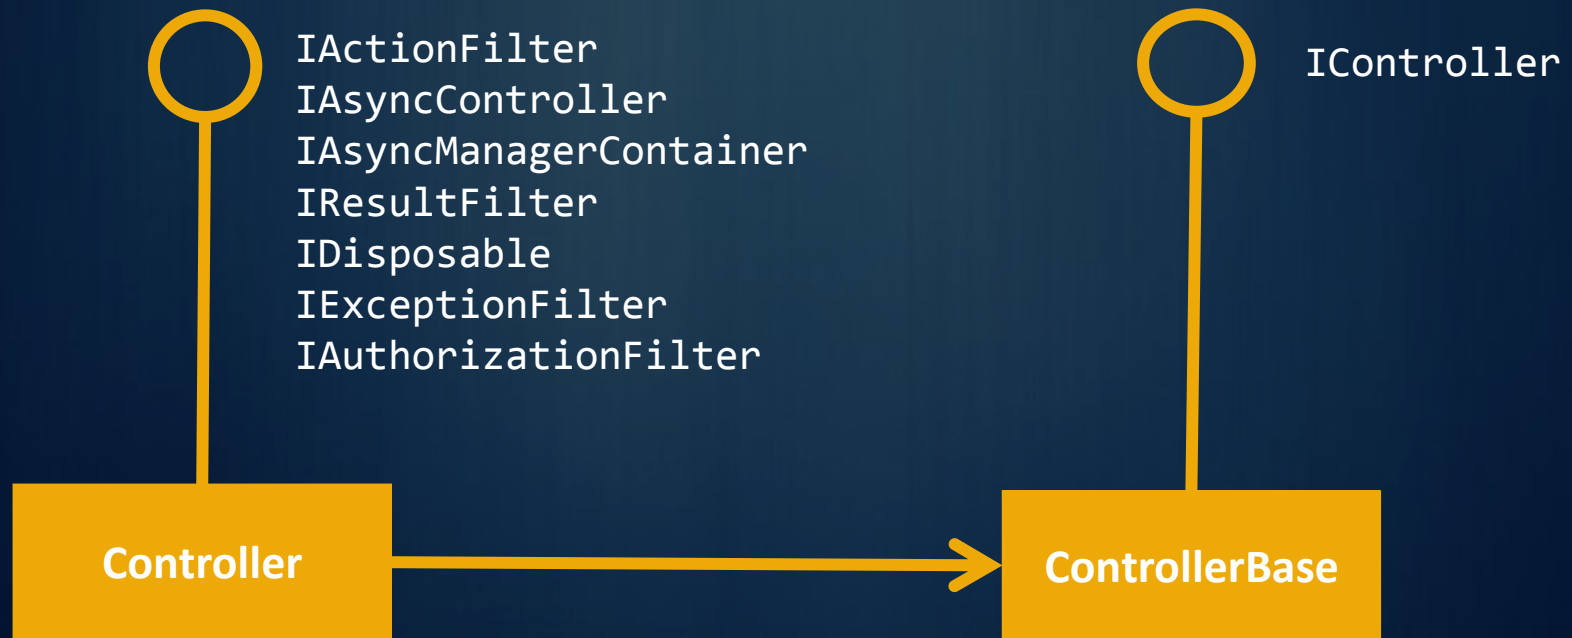 IActionFilter
IAsyncController
IAsyncManagerContainer
IResultFilter
IDisposable
IExceptionFilter
IAuthorizationFilter
IController
Controller
ControllerBase